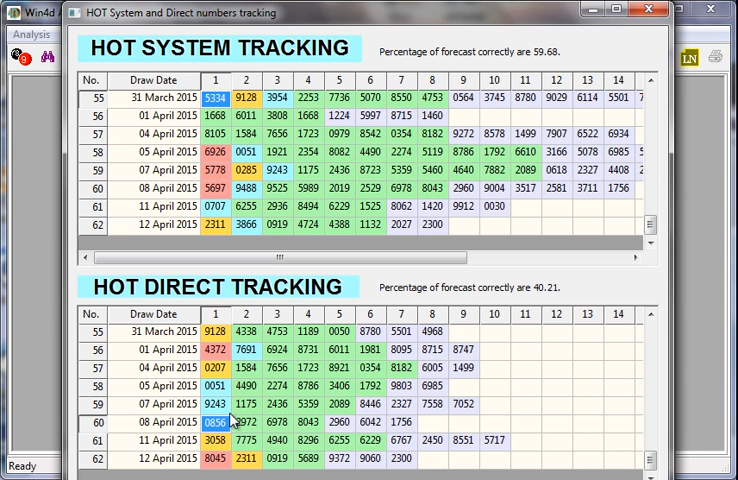 Win4d A
HOT System and Direct numbers tracking
Analysis
9
LN
HOT SYSTEM TRACKING Percentage of forecast correctly are 59.68.
No. Draw Date 1 2 3 4 5 6 7 8 9 10 11 12 13 14
55 31 March 2015 5334 9128 3954 2253 7736 5070 8550 4753 0564 3745 8780 9029 6114 5501 7
56 01 April 2015 1668 6011 3808 1668 1224 5997 8715 1460
57 04 April 2015 8105 1584 7656 1723 0979 8542 0354 8182 9272 8578 1499 7907 6522 6934
58 05 April 2015 6926 0051 1921 2354 8082 4490 2274 5119 8786 1792 6610 3166 5078 6985 5
59 07 April 2015 5778 0285 9243 1175 2436 8723 5359 5460 4640 7882 2089 0618 2327 4408 2
60 08 April 2015 5697 9488 9525 5989 2019 2529 6978 8043 2960 9004 3517 2581 3711 1756
61 11 April 2015 0707 6255 2936 8494 6229 1525 8062 1420 9912 0030
62 12 April 2015 2311 3866 0919 4724 4388 1132 2027 2300
HOT DIRECT TRACKING Percentage of forecast correctly are 40.21.
No. Draw Date 1 2 3 4 5 6 7 8 9 10 11 12 13 14
55 31 March 2015 9128 4338 4753 1189 0050 8780 5501 4968
56 01 April 2015 4372 7691 6924 8731 6011 1981 8095 8715 8747
57 04 April 2015 0207 1584 7656 1723 8921 0354 8182 6005 1499
58 05 April 2015 0051 4490 2274 8786 3406 1792 9803 6985
59 07 April 2015 9243 1175 2436 5359 2089 8446 2327 7558 7052
60 08 April 2015 0856 2972 6978 8043 2960 6042 1756
61 11 April 2015 3058 7775 4940 8296 6255 6229 6767 2450 8551 5717
62 12 April 2015 8045 2311 0919 5689 9372 9060 2300
Ready